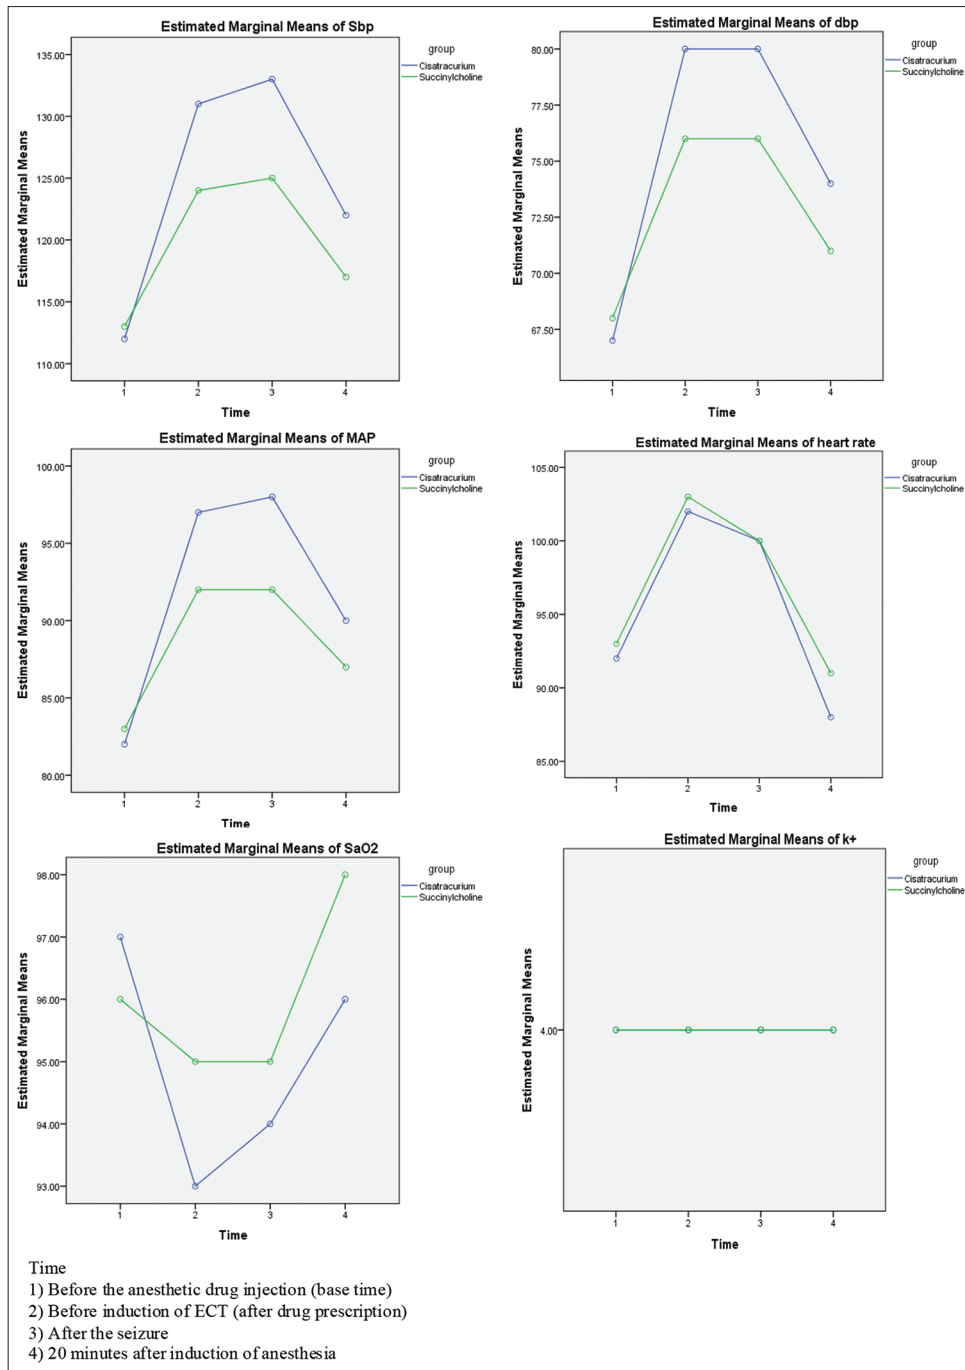 Estimated Marginal Means of Sbp
group
Cisatracurium
Succinylcholine
Estimated Marginal Means
135.00
130.00
125.00
120.00
115.00
110.00
1 2 3 4
Time
Estimated Marginal Means of dbp
group
Cisatracurium
Succinylcholine
Estimated Marginal Means
80.00
77.50
75.00
72.50
70.00
67.50
1 2 3 4
Time
Estimated Marginal Means of MAP
group
Cisatracurium
Succinylcholine
Estimated Marginal Means
100.00
95.00
90.00
85.00
80.00
1 2 3 4
Time
Estimated Marginal Means of heart rate
group
Cisatracurium
Succinylcholine
Estimated Marginal Means
105.00
100.00
95.00
90.00
85.00
1 2 3 4
Time
Estimated Marginal Means of SaO2
group
Cisatracurium
Succinylcholine
Estimated Marginal Means
98.00
97.00
96.00
95.00
94.00
93.00
1 2 3 4
Time
Estimated Marginal Means of k+
group
Cisatracurium
Succinylcholine
Estimated Marginal Means
4.00
1 2 3 4
Time
Time
1) Before the anesthetic drug injection (base time)
2) Before induction of ECT (after drug prescription)
3) After the seizure
4) 20 minutes after induction of anesthesia